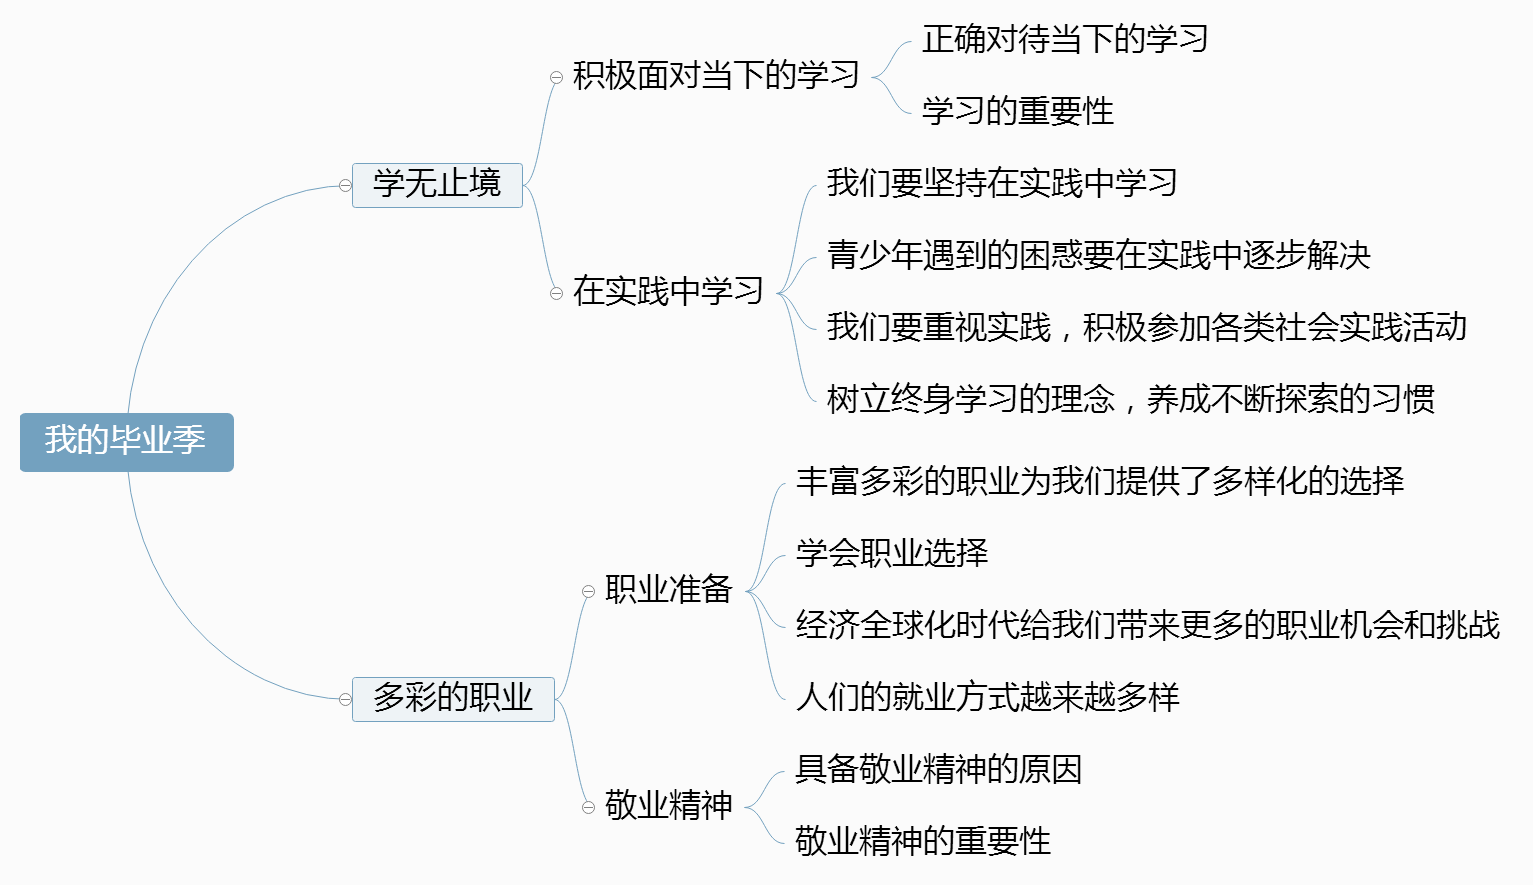 我的毕业季
学无止境
积极面对当下的学习
正确对待当下的学习
学习的重要性
在实践中学习
我们要坚持在实践中学习
青少年遇到的困惑要在实践中逐步解决
我们要重视实践，积极参加各类社会实践活动
树立终身学习的理念，养成不断探索的习惯
多彩的职业
职业准备
丰富多彩的职业为我们提供了多样化的选择
学会职业选择
经济全球化时代给我们带来更多的职业机会和挑战
人们的就业方式越来越多样
敬业精神
具备敬业精神的原因
敬业精神的重要性